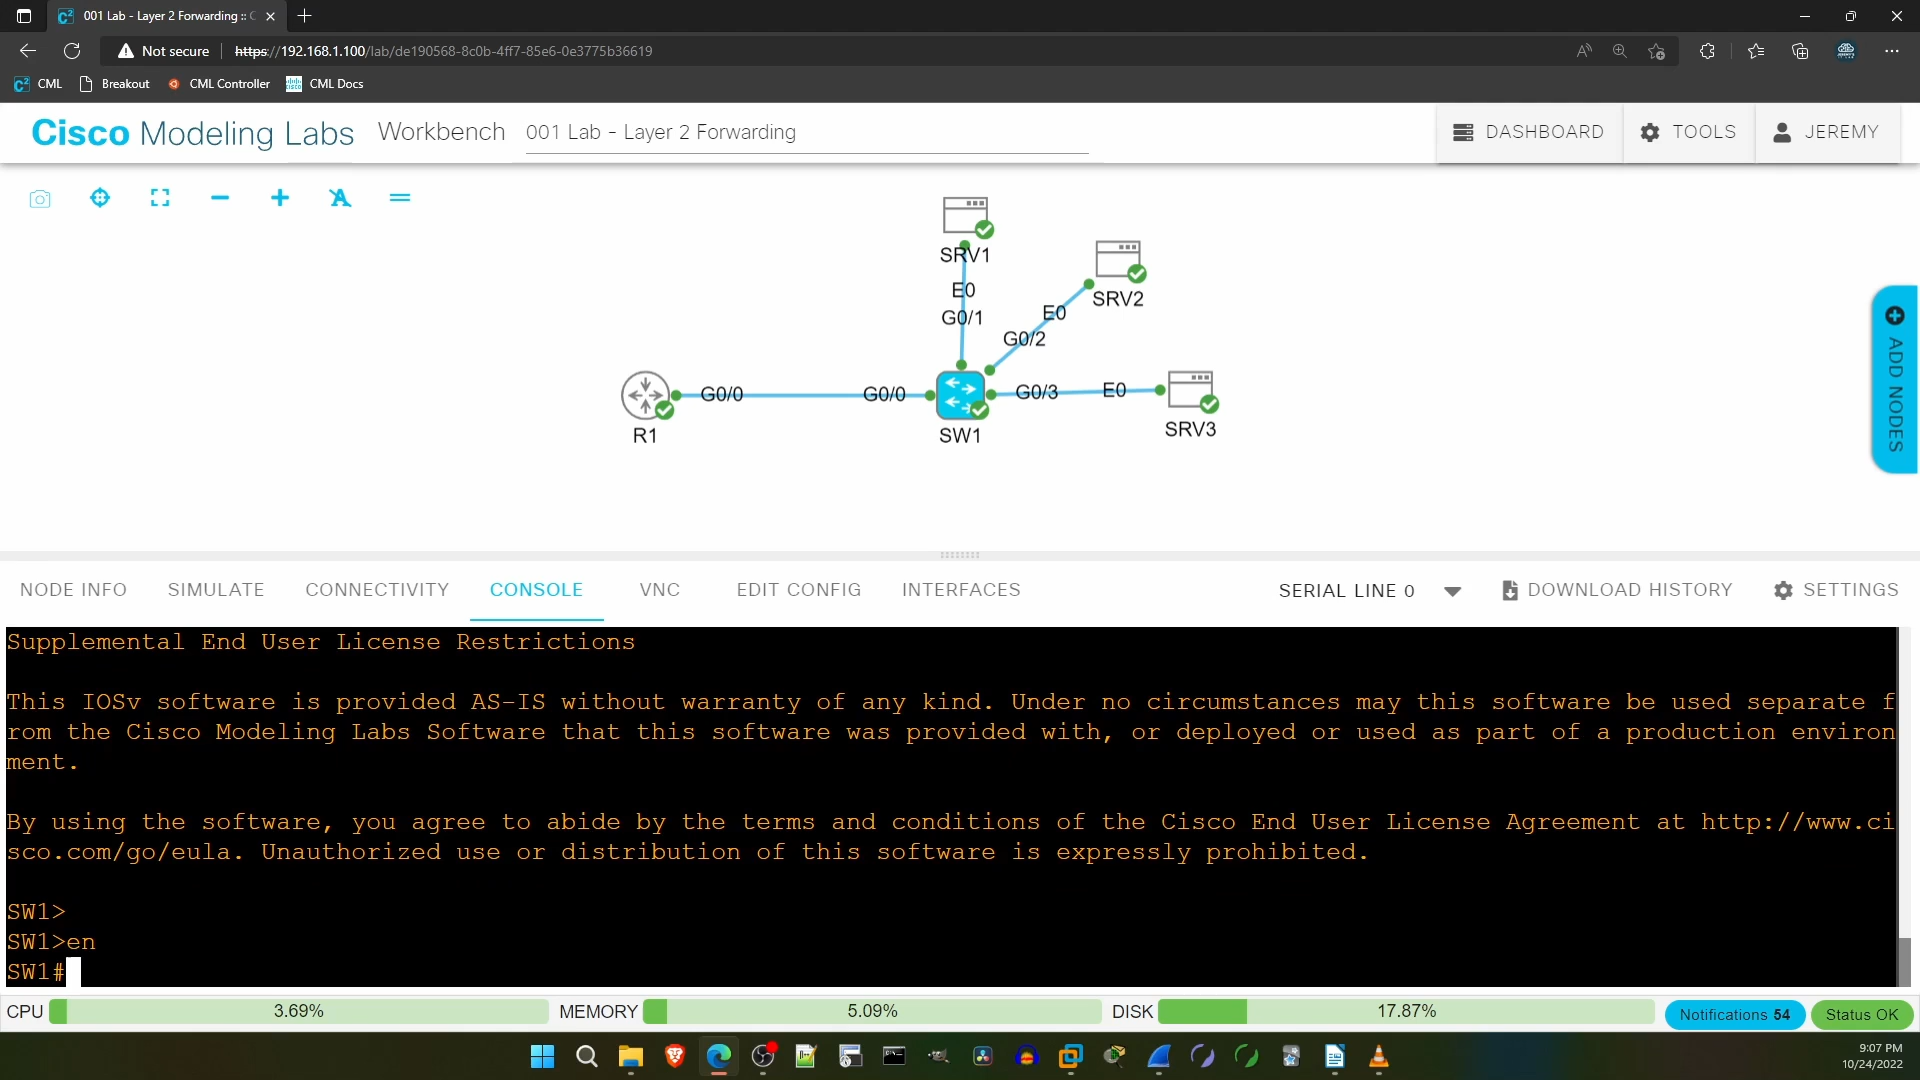 001 Lab - Layer 2 Forwarding :: C
Not secure https://192.168.1.100/lab/de190568-8c0b-4ff7-85e6-0e3775b36619
CML Breakout CML Controller CML Docs
Cisco Modeling Labs Workbench 001 Lab - Layer 2 Forwarding DASHBOARD TOOLS JEREMY
SRV1
E0
G0/1
SRV2
E0
G0/2
R1
G0/0 G0/0
SW1
G0/3 E0
SRV3
ADD NODES
NODE INFO SIMULATE CONNECTIVITY CONSOLE VNC EDIT CONFIG INTERFACES SERIAL LINE 0 DOWNLOAD HISTORY SETTINGS
Supplemental End User License Restrictions
This IOSv software is provided AS-IS without warranty of any kind. Under no circumstances may this software be used separate f
rom the Cisco Modeling Labs Software that this software was provided with, or deployed or used as part of a production environ
ment.
By using the software, you agree to abide by the terms and conditions of the Cisco End User License Agreement at http://www.ci
sco.com/go/eula. Unauthorized use or distribution of this software is expressly prohibited.
SW1>
SW1>en
SW1#
CPU 3.69% MEMORY 5.09% DISK 17.87% Notifications 54 Status OK
9:07 PM
10/24/2022